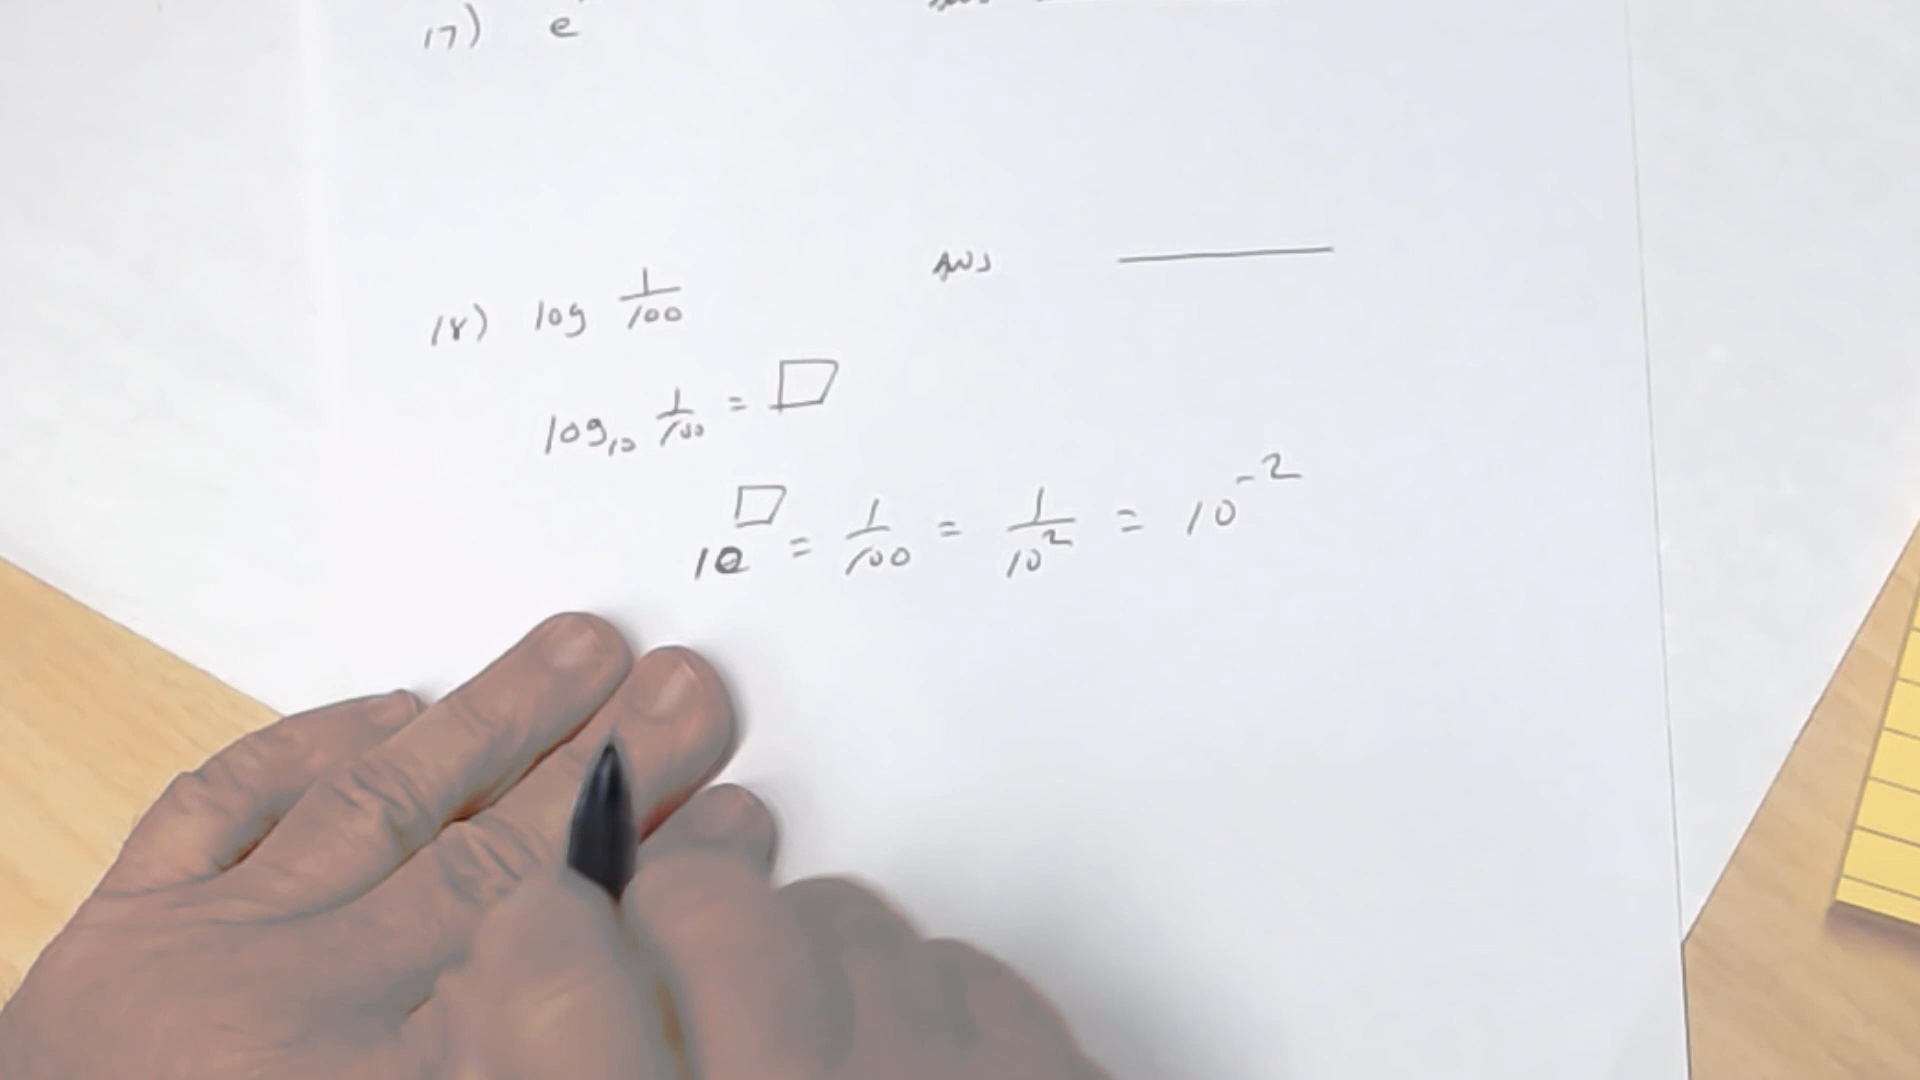 17) e
18) log 1/100 Ans
log₁₀ 1/100 = □
10^□ = 1/100 = 1/10² = 10⁻²